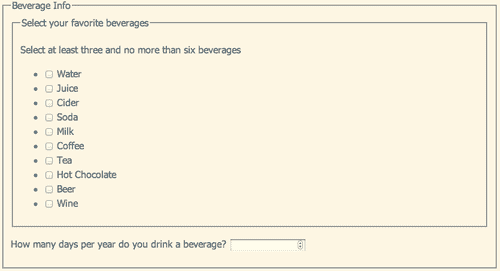 Beverage Info
Select your favorite beverages
Select at least three and no more than six beverages
Water
Juice
Cider
Soda
Milk
Coffee
Tea
Hot Chocolate
Beer
Wine
How many days per year do you drink a beverage?